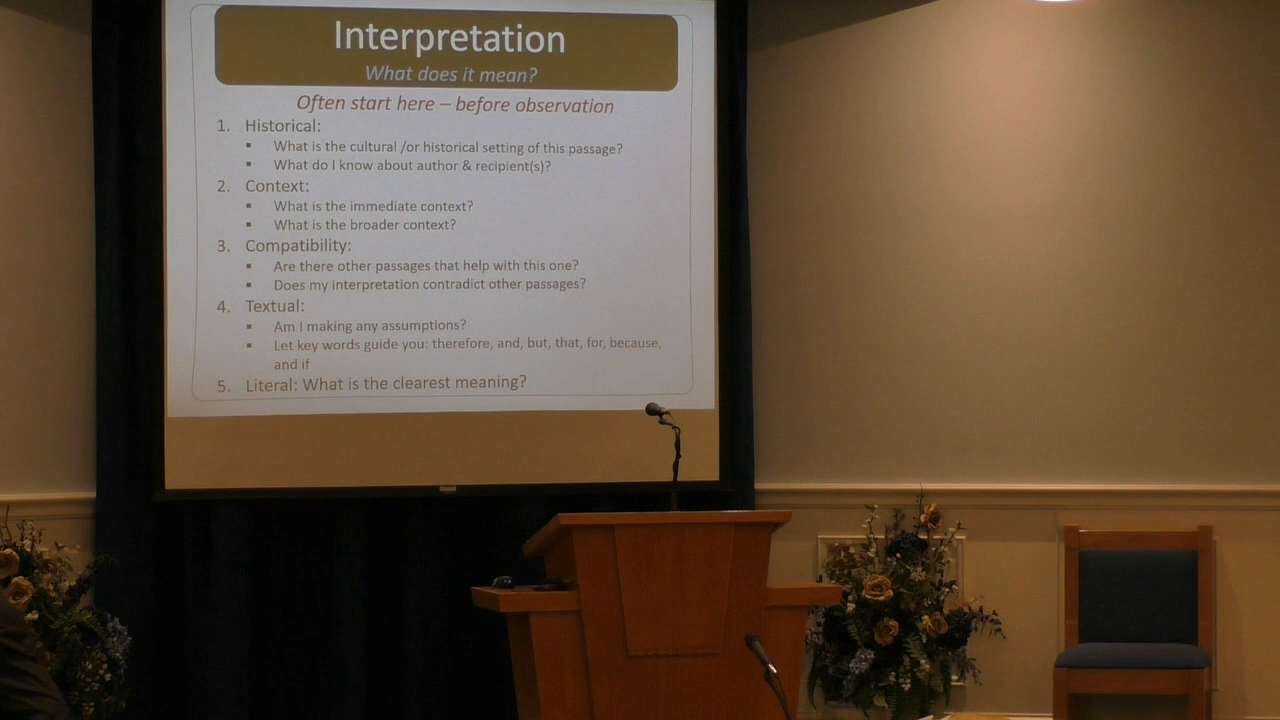 Interpretation
What does it mean?
Often start here – before observation
1. Historical:
▪ What is the cultural /or historical setting of this passage?
▪ What do I know about author & recipient(s)?
2. Context:
▪ What is the immediate context?
▪ What is the broader context?
3. Compatibility:
▪ Are there other passages that help with this one?
▪ Does my interpretation contradict other passages?
4. Textual:
▪ Am I making any assumptions?
▪ Let key words guide you: therefore, and, but, that, for, because,
and if
5. Literal: What is the clearest meaning?